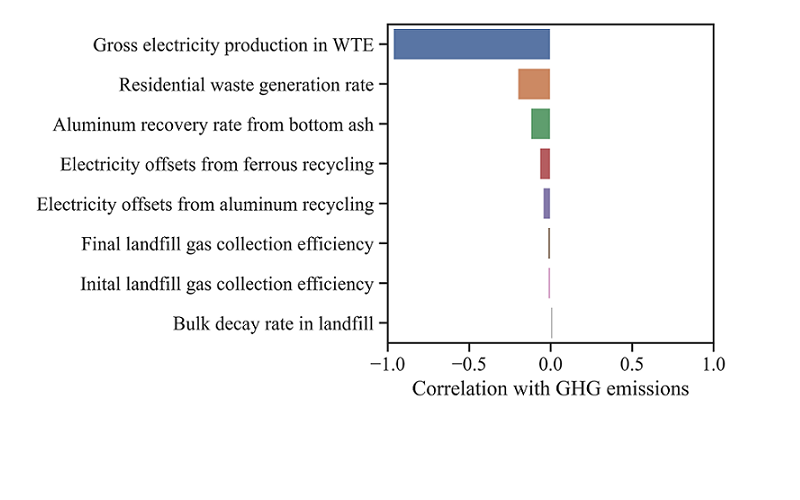 Gross electricity production in WTE
Residential waste generation rate
Aluminum recovery rate from bottom ash
Electricity offsets from ferrous recycling
Electricity offsets from aluminum recycling
Final landfill gas collection efficiency
Inital landfill gas collection efficiency
Bulk decay rate in landfill
−1.0 −0.5 0.0 0.5 1.0
Correlation with GHG emissions